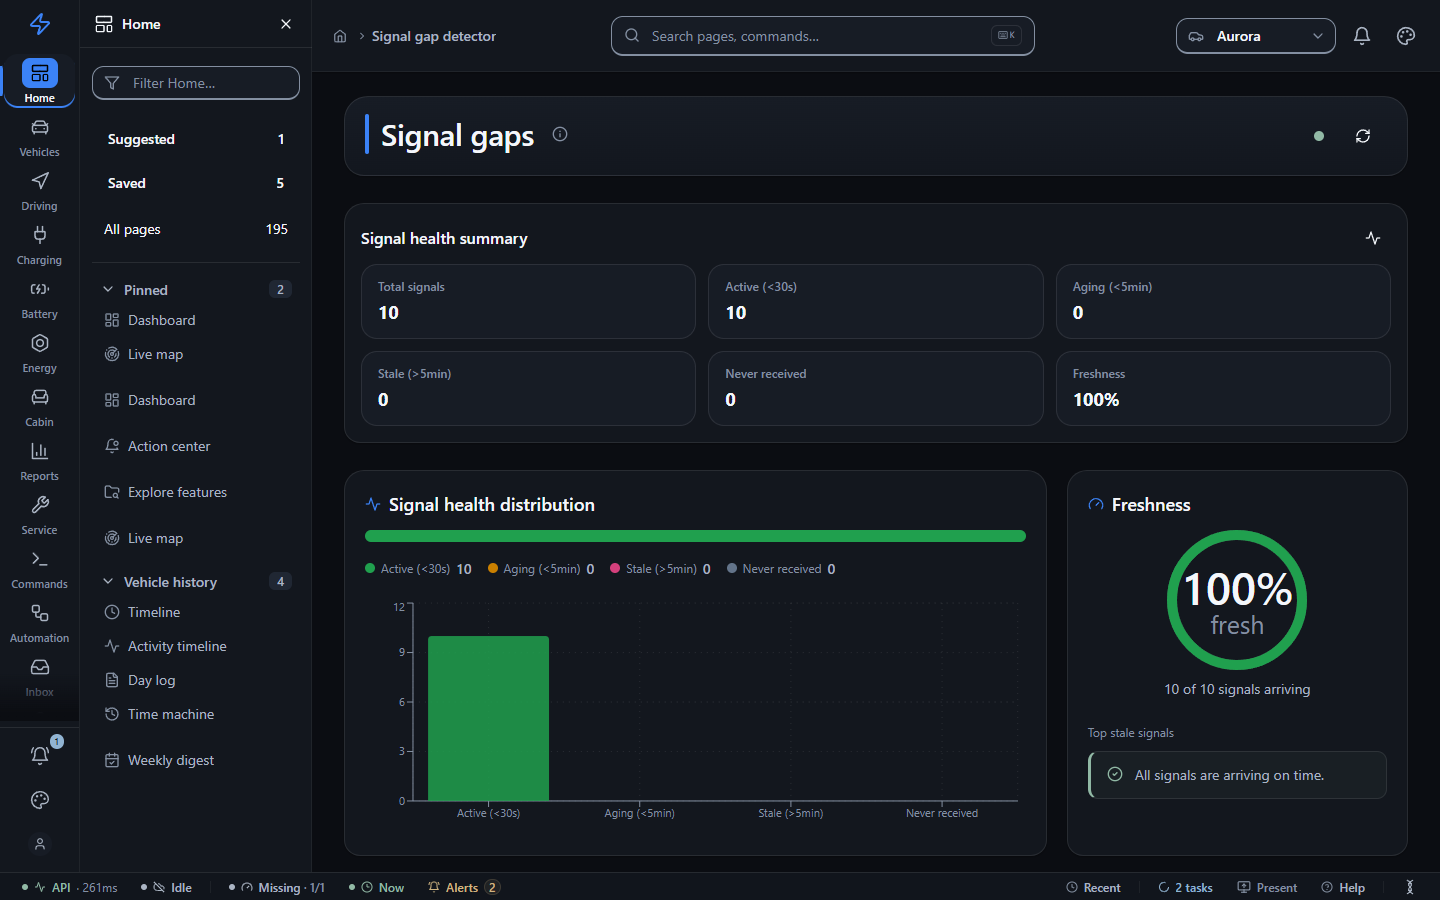 Home
Signal gap detector
Search pages, commands...
K
Aurora
Home
Vehicles
Driving
Charging
Battery
Energy
Cabin
Reports
Service
Commands
Automation
Inbox
1
Filter Home...
Suggested 1
Saved 5
All pages 195
Pinned 2
Dashboard
Live map
Dashboard
Action center
Explore features
Live map
Vehicle history 4
Timeline
Activity timeline
Day log
Time machine
Weekly digest
Signal gaps
Signal health summary
Total signals
10
Active (<30s)
10
Aging (<5min)
0
Stale (>5min)
0
Never received
0
Freshness
100%
Signal health distribution
Active (<30s) 10 Aging (<5min) 0 Stale (>5min) 0 Never received 0
12
9
6
3
0
Active (<30s) Aging (<5min) Stale (>5min) Never received
Freshness
100%
fresh
10 of 10 signals arriving
Top stale signals
All signals are arriving on time.
API · 261ms Idle Missing · 1/1 Now Alerts 2 Recent 2 tasks Present Help